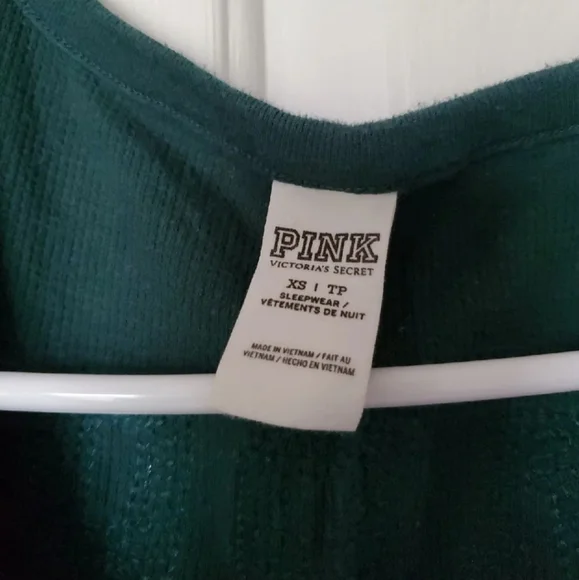 PINK
VICTORIA'S SECRET
XS | TP
SLEEPWEAR /
VÊTEMENTS DE NUIT
MADE IN VIETNAM / FAIT AU
VIETNAM / HECHO EN VIETNAM